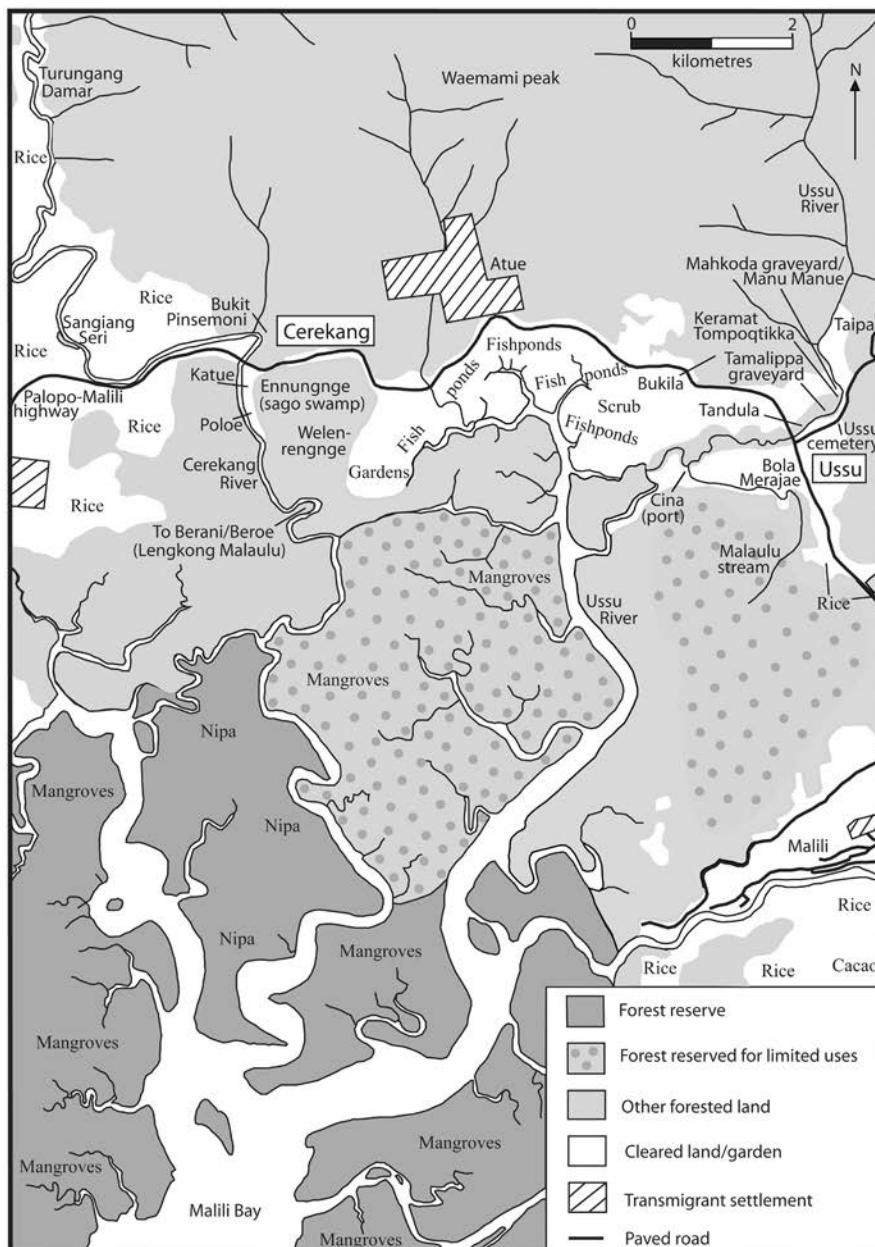 0
2
kilometres
N
Turungang
Damar
Waemami peak
Rice
Ussu
River
Mahkoda graveyard/
Manu Manue
Atue
Rice
Bukit
Pinsemoni
Keramat
Tompoqtikka
Taipa
Sangiang
Seri
Cerekang
Fishponds
Tamalippa
graveyard
Rice
Katue
Ennungnge
(sago swamp)
ponds
Fish
ponds
Bukila
Palopo-Malili
highway
Rice
Poloe
Scrub
Tandula
Welen-
rengnge
Fish
Fishponds
Ussu
cemetery
Cerekang
River
Gardens
Bola
Merajae
Ussu
Rice
Cina
(port)
To Berani/Beroe
(Lengkong Malaulu)
Mangroves
Malaulu
stream
Ussu
River
Rice
Mangroves
Nipa
Mangroves
Nipa
Malili
Nipa
Mangroves
Rice
Rice
Rice
Cacao
Mangroves
Mangroves
Mangroves
Malili Bay
Mangroves
Forest reserve
Forest reserved for limited uses
Other forested land
Cleared land/garden
Transmigrant settlement
Paved road